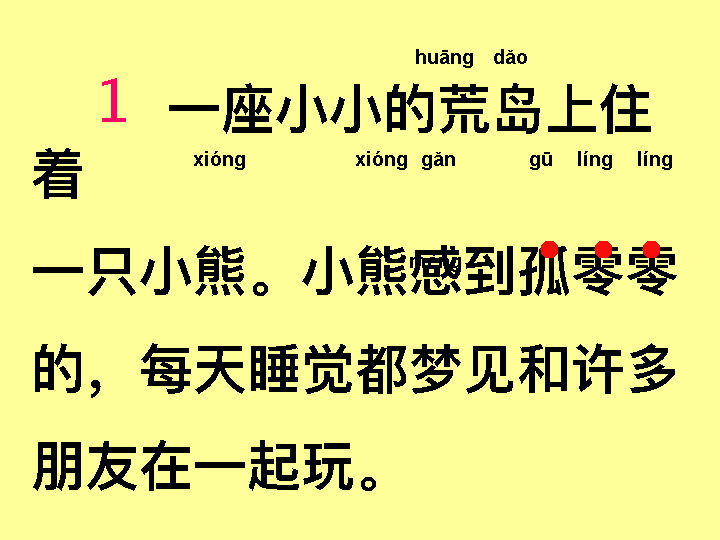 huāng dǎo
1 一座小小的荒岛上住
着
xióng xióng gǎn gū líng líng
一只小熊。小熊感到孤零零
的，每天睡觉都梦见和许多
朋友在一起玩。